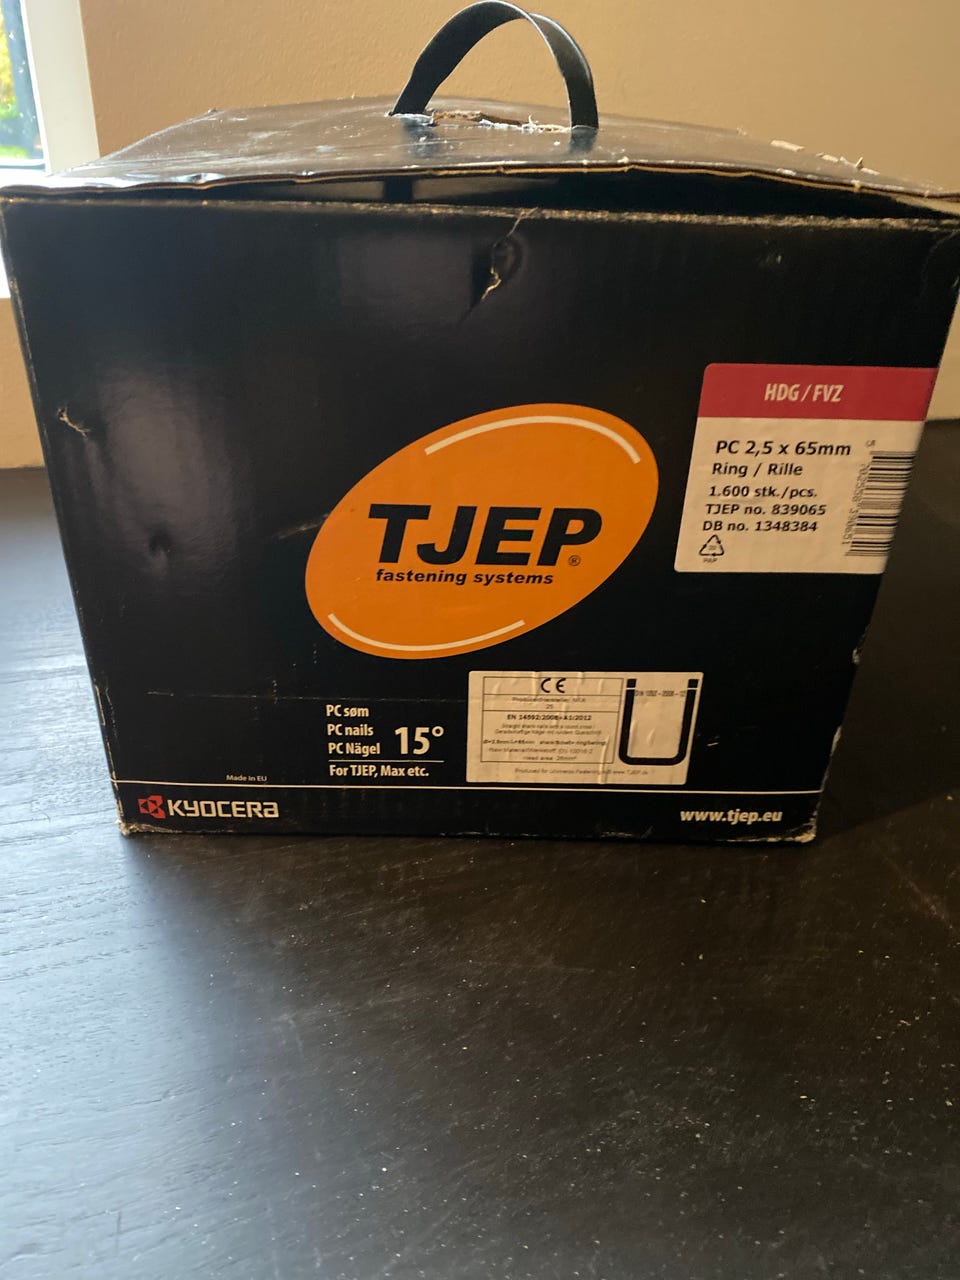 HDG / FVZ
PC 2,5 x 65mm
Ring / Rille
1.600 stk./pcs.
TJEP no. 839065
DB no. 1348384
PAP
TJEP®
fastening systems
CE
EN 14592:2008+A1:2012
PC søm
PC nails
PC Nägel
15°
For TJEP, Max etc.
Made in EU
KYOCERA
www.tjep.eu